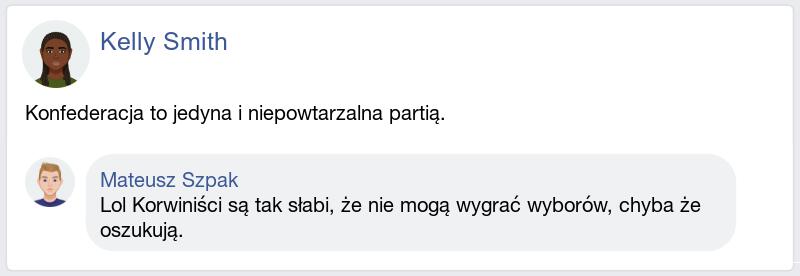 Kelly Smith
Konfederacja to jedyna i niepowtarzalna partią.
Mateusz Szpak
Lol Korwiniści są tak słabi, że nie mogą wygrać wyborów, chyba że
oszukują.